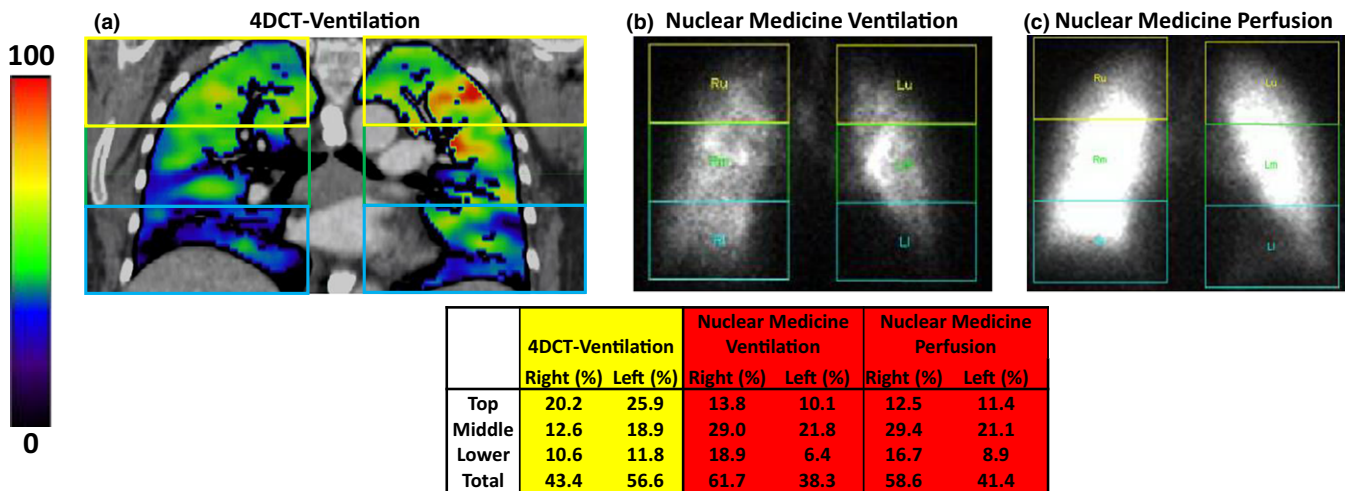 (a) 4DCT-Ventilation
(b) Nuclear Medicine Ventilation
(c) Nuclear Medicine Perfusion
100
0
Ru
Lu
Rm
Rl
Ll
Ru
Lu
Rm
Lm
Ll
4DCT-Ventilation Nuclear Medicine Ventilation Nuclear Medicine Perfusion
Right (%) Left (%) Right (%) Left (%) Right (%) Left (%)
Top 20.2 25.9 13.8 10.1 12.5 11.4
Middle 12.6 18.9 29.0 21.8 29.4 21.1
Lower 10.6 11.8 18.9 6.4 16.7 8.9
Total 43.4 56.6 61.7 38.3 58.6 41.4